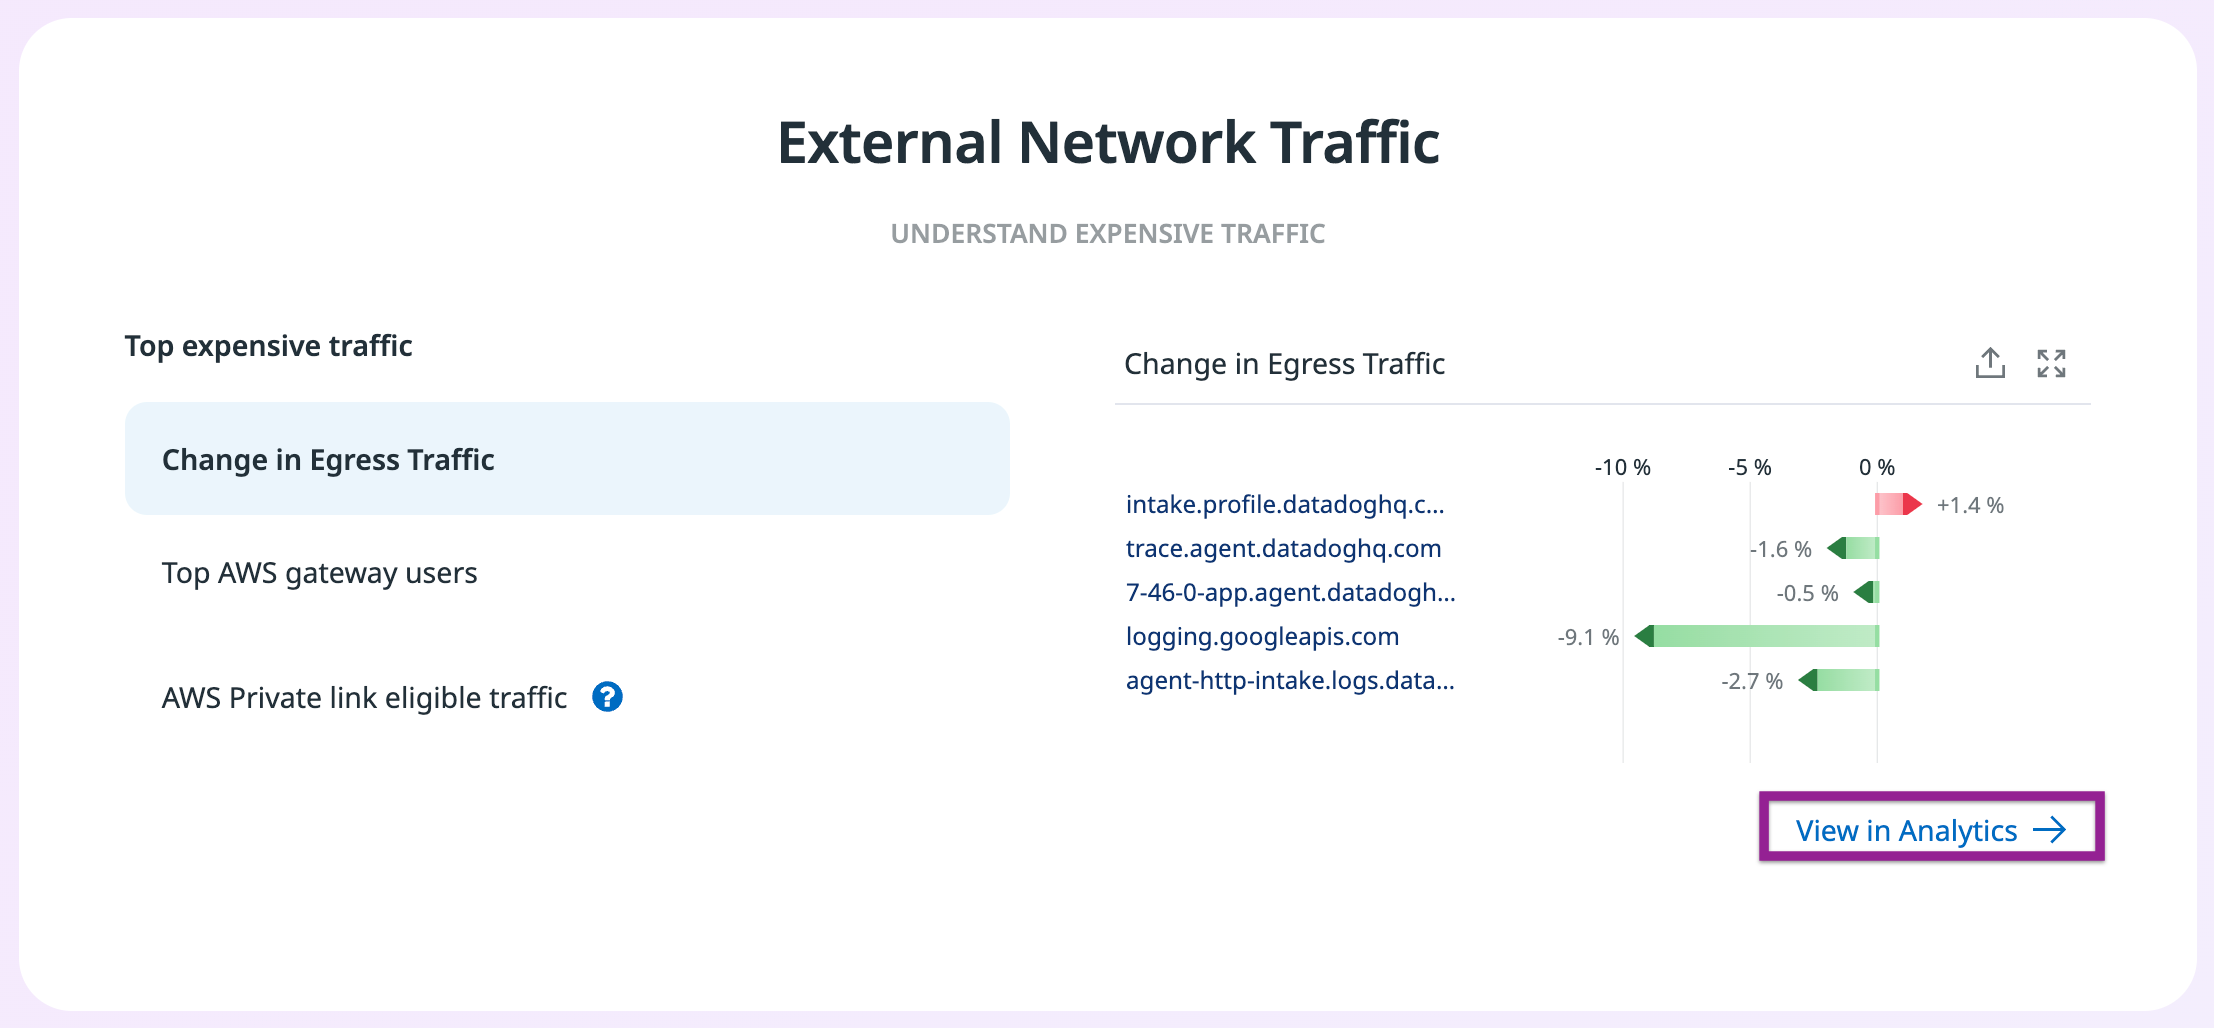 External Network Traffic
UNDERSTAND EXPENSIVE TRAFFIC
Top expensive traffic
Change in Egress Traffic
Top AWS gateway users
AWS Private link eligible traffic ?
Change in Egress Traffic
-10 % -5 % 0 %
intake.profile.datadoghq.c... +1.4 %
trace.agent.datadoghq.com -1.6 %
7-46-0-app.agent.datadogh... -0.5 %
logging.googleapis.com -9.1 %
agent-http-intake.logs.data... -2.7 %
View in Analytics →